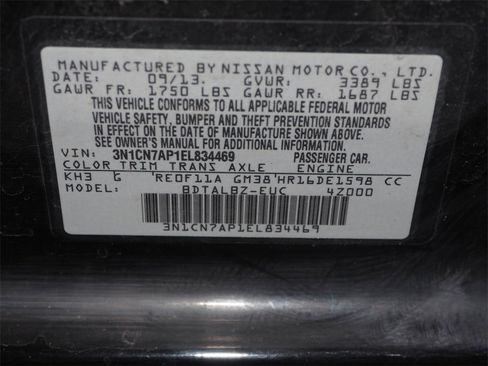 MANUFACTURED BY NISSAN MOTOR CO., LTD.
DATE: 09/13. GVWR: 3389 LBS
GAWR FR: 1750 LBS GAWR RR: 1687 LBS
THIS VEHICLE CONFORMS TO ALL APPLICABLE FEDERAL MOTOR
VEHICLE SAFETY, BUMPER AND THEFT PREVENTION STANDARDS
IN EFFECT ON THE DATE OF MANUFACTURE SHOWN ABOVE.
SEE OWNER'S MANUAL FOR ADDITIONAL INFORMATION
VIN: 3N1CN7AP1EL834469 PASSENGER CAR.
COLOR TRIM TRANS AXLE ENGINE
KH3 G 'RE0F11A GM38'HR16DE1598 CC
MODEL: BDTALBZ-EUC 4Z000
3N1CN7AP1EL834469